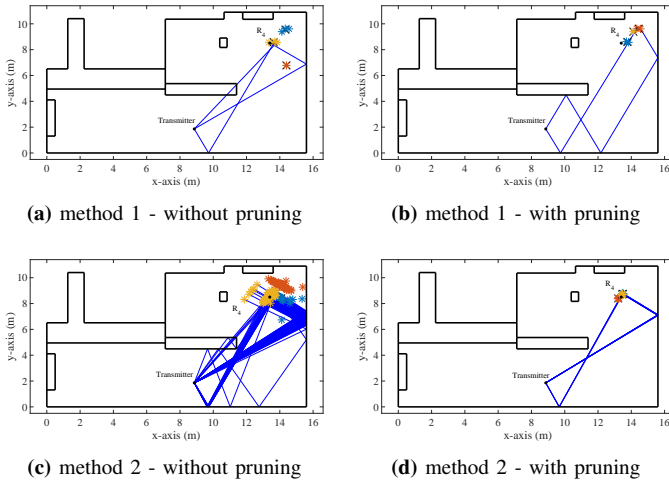 R4
Transmitter
10
8
6
4
2
0
y-axis (m)
0 2 4 6 8 10 12 14 16
x-axis (m)
(a) method 1 - without pruning
R4
Transmitter
10
8
6
4
2
0
y-axis (m)
0 2 4 6 8 10 12 14 16
x-axis (m)
(b) method 1 - with pruning
R4
Transmitter
10
8
6
4
2
0
y-axis (m)
0 2 4 6 8 10 12 14 16
x-axis (m)
(c) method 2 - without pruning
R4
Transmitter
10
8
6
4
2
0
y-axis (m)
0 2 4 6 8 10 12 14 16
x-axis (m)
(d) method 2 - with pruning